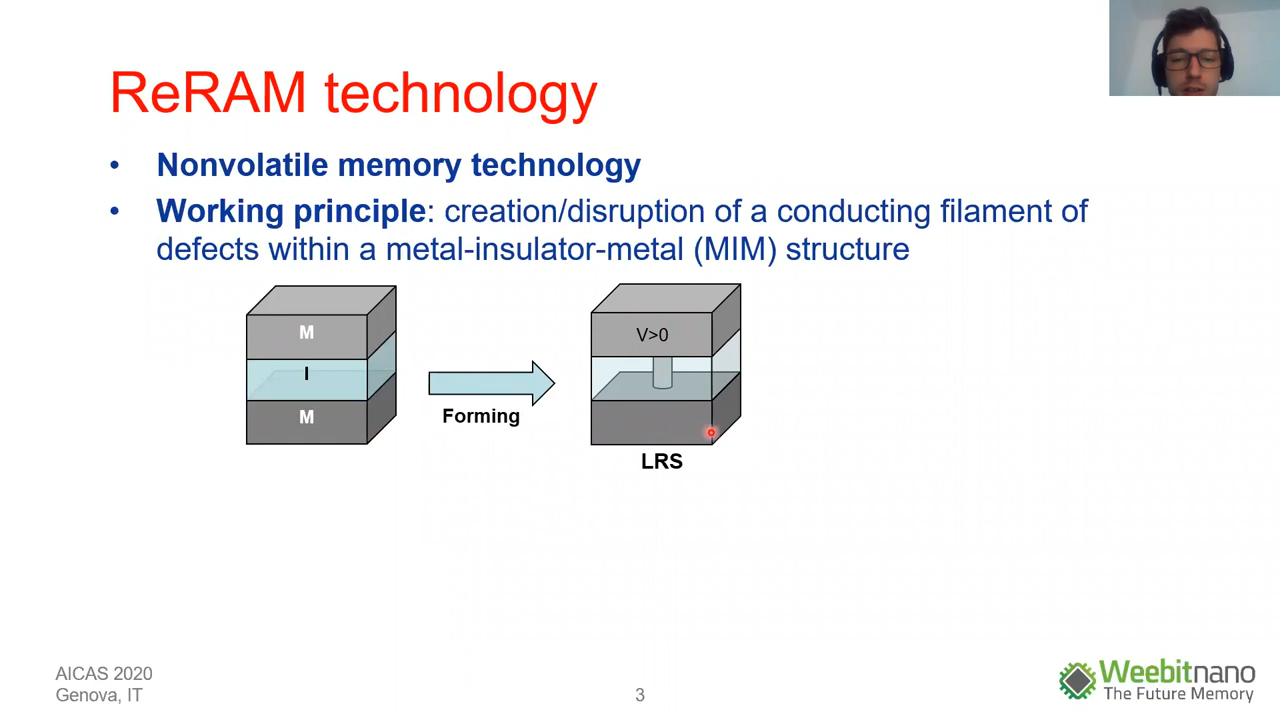 ReRAM technology
• Nonvolatile memory technology
• Working principle: creation/disruption of a conducting filament of
defects within a metal-insulator-metal (MIM) structure
M
I
M
Forming
V>0
LRS
AICAS 2020
Genova, IT
3
Weebitnano
The Future Memory